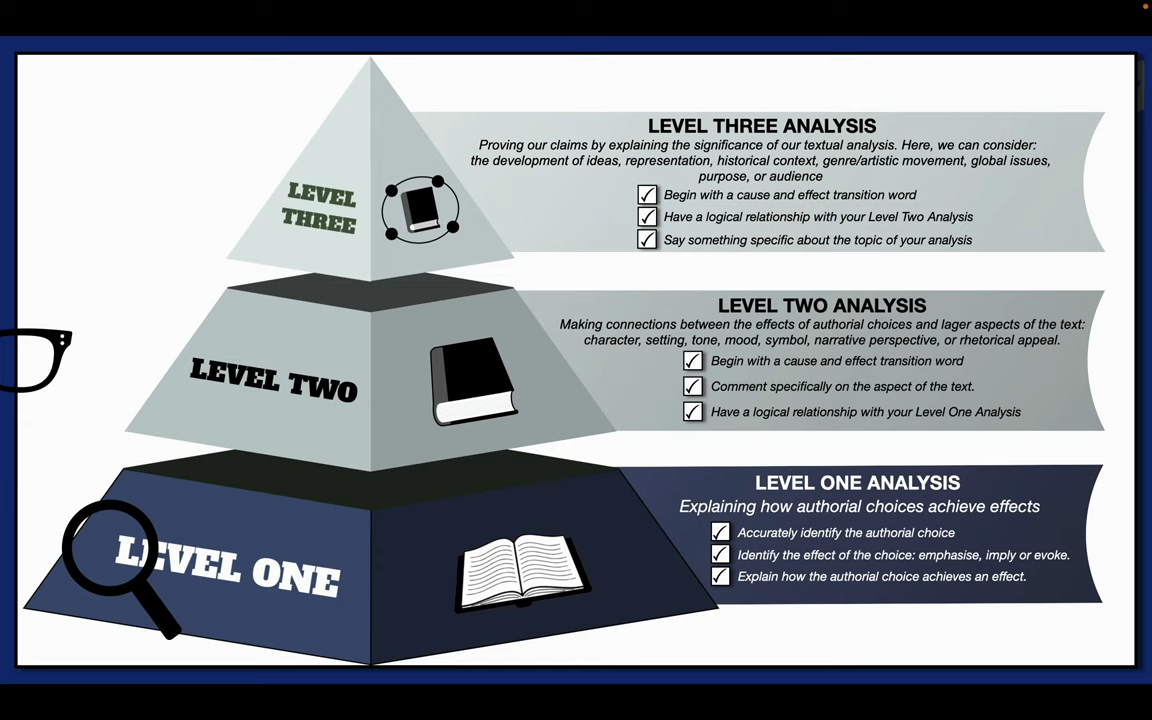 LEVEL THREE ANALYSIS
Proving our claims by explaining the significance of our textual analysis. Here, we can consider:
the development of ideas, representation, historical context, genre/artistic movement, global issues,
purpose, or audience
Begin with a cause and effect transition word
Have a logical relationship with your Level Two Analysis
Say something specific about the topic of your analysis
LEVEL
THREE
LEVEL TWO ANALYSIS
Making connections between the effects of authorial choices and lager aspects of the text:
character, setting, tone, mood, symbol, narrative perspective, or rhetorical appeal.
Begin with a cause and effect transition word
Comment specifically on the aspect of the text.
Have a logical relationship with your Level One Analysis
LEVEL TWO
LEVEL ONE ANALYSIS
Explaining how authorial choices achieve effects
Accurately identify the authorial choice
Identify the effect of the choice: emphasise, imply or evoke.
Explain how the authorial choice achieves an effect.
LEVEL ONE